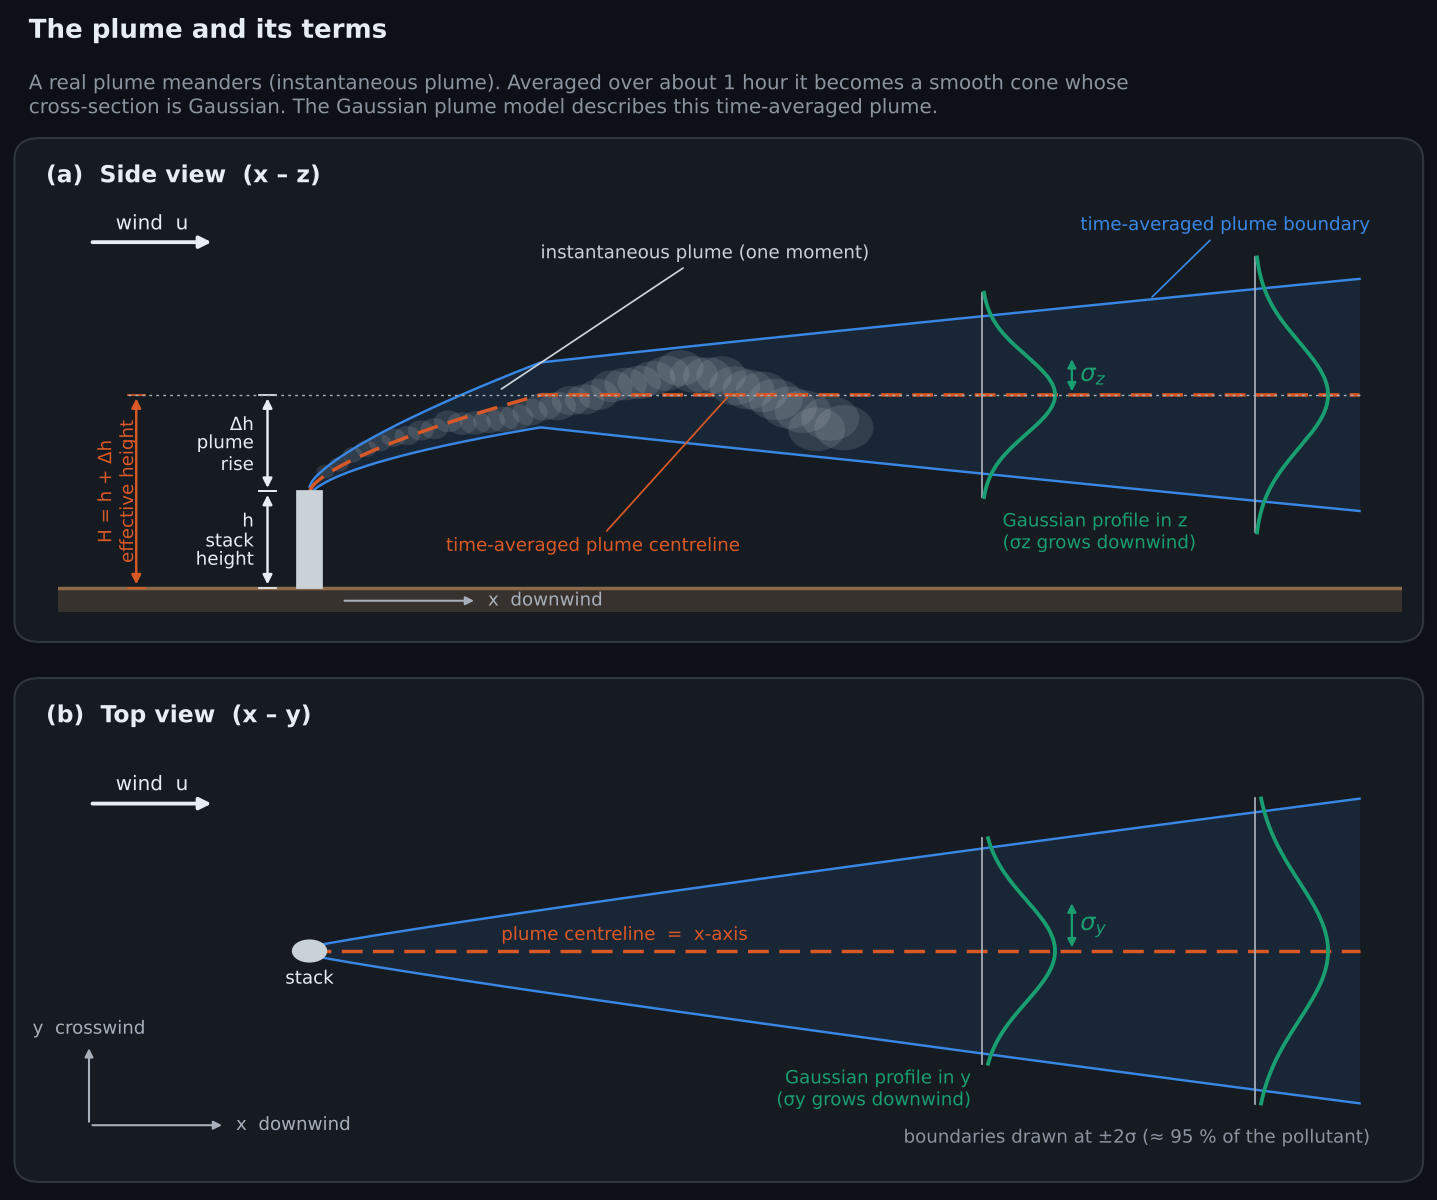 The plume and its terms
A real plume meanders (instantaneous plume). Averaged over about 1 hour it becomes a smooth cone whose
cross-section is Gaussian. The Gaussian plume model describes this time-averaged plume.
(a)  Side view  (x – z)
wind  u
time-averaged plume boundary
instantaneous plume (one moment)
σz
Δh
plume
rise
H = h + Δh
effective height
h
stack
height
Gaussian profile in z
(σz grows downwind)
time-averaged plume centreline
x  downwind
(b)  Top view  (x – y)
wind  u
σy
plume centreline  =  x-axis
stack
y  crosswind
Gaussian profile in y
(σy grows downwind)
x  downwind
boundaries drawn at ±2σ (≈ 95 % of the pollutant)